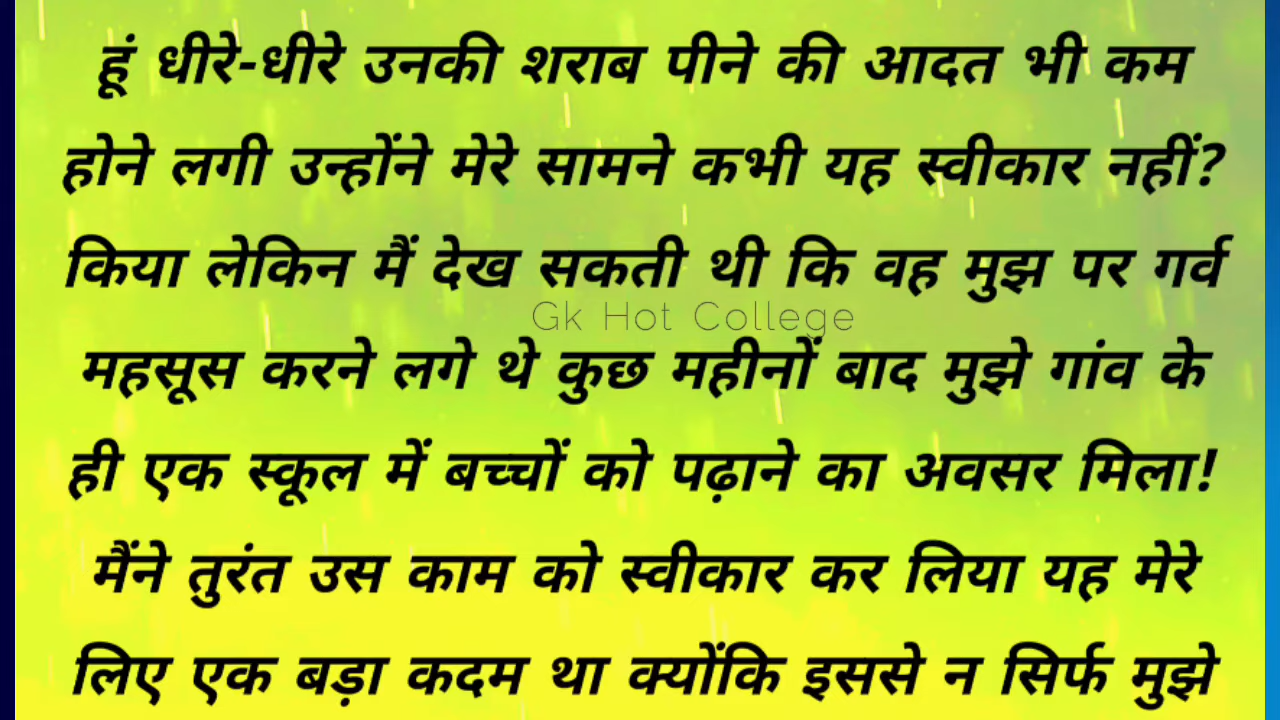 हूं धीरे-धीरे उनकी शराब पीने की आदत भी कम
होने लगी उन्होंने मेरे सामने कभी यह स्वीकार नहीं?
किया लेकिन मैं देख सकती थी कि वह मुझ पर गर्व
Gk Hot College
महसूस करने लगे थे कुछ महीनों बाद मुझे गांव के
ही एक स्कूल में बच्चों को पढ़ाने का अवसर मिला!
मैंने तुरंत उस काम को स्वीकार कर लिया यह मेरे
लिए एक बड़ा कदम था क्योंकि इससे न सिर्फ मुझे